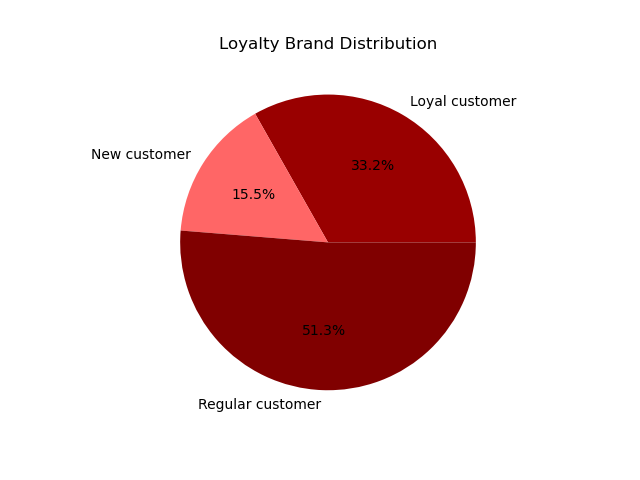 Loyalty Brand Distribution
Loyal customer
33.2%
New customer
15.5%
51.3%
Regular customer